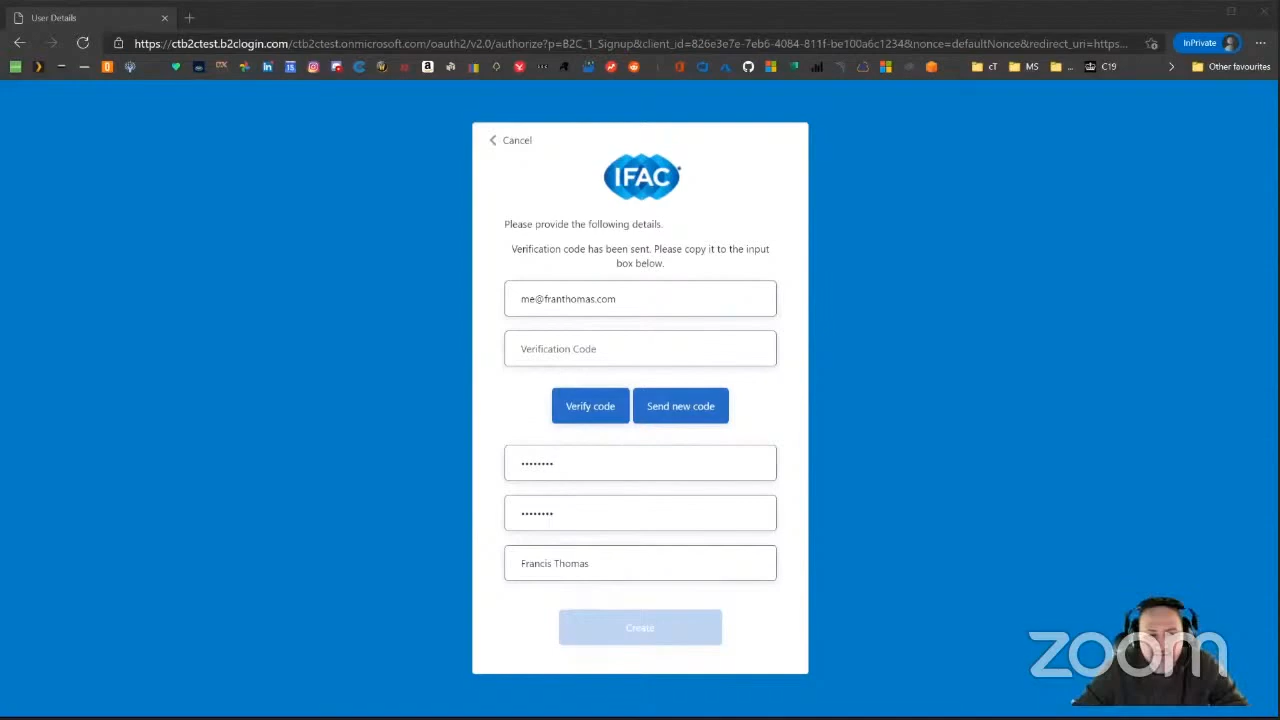 User Details
https://ctb2ctest.b2clogin.com/ctb2ctest.onmicrosoft.com/oauth2/v2.0/authorize?p=B2C_1_Signup&client_id=826e3e7e-7eb6-4084-811f-be100a6c1234&nonce=defaultNonce&redirect_uri=https...
InPrivate
cT
MS
...
C19
Other favourites
Cancel
IFAC
Please provide the following details.
Verification code has been sent. Please copy it to the input
box below.
me@franthomas.com
Verification Code
Verify code
Send new code
••••••••
••••••••
Francis Thomas
Create
zoom